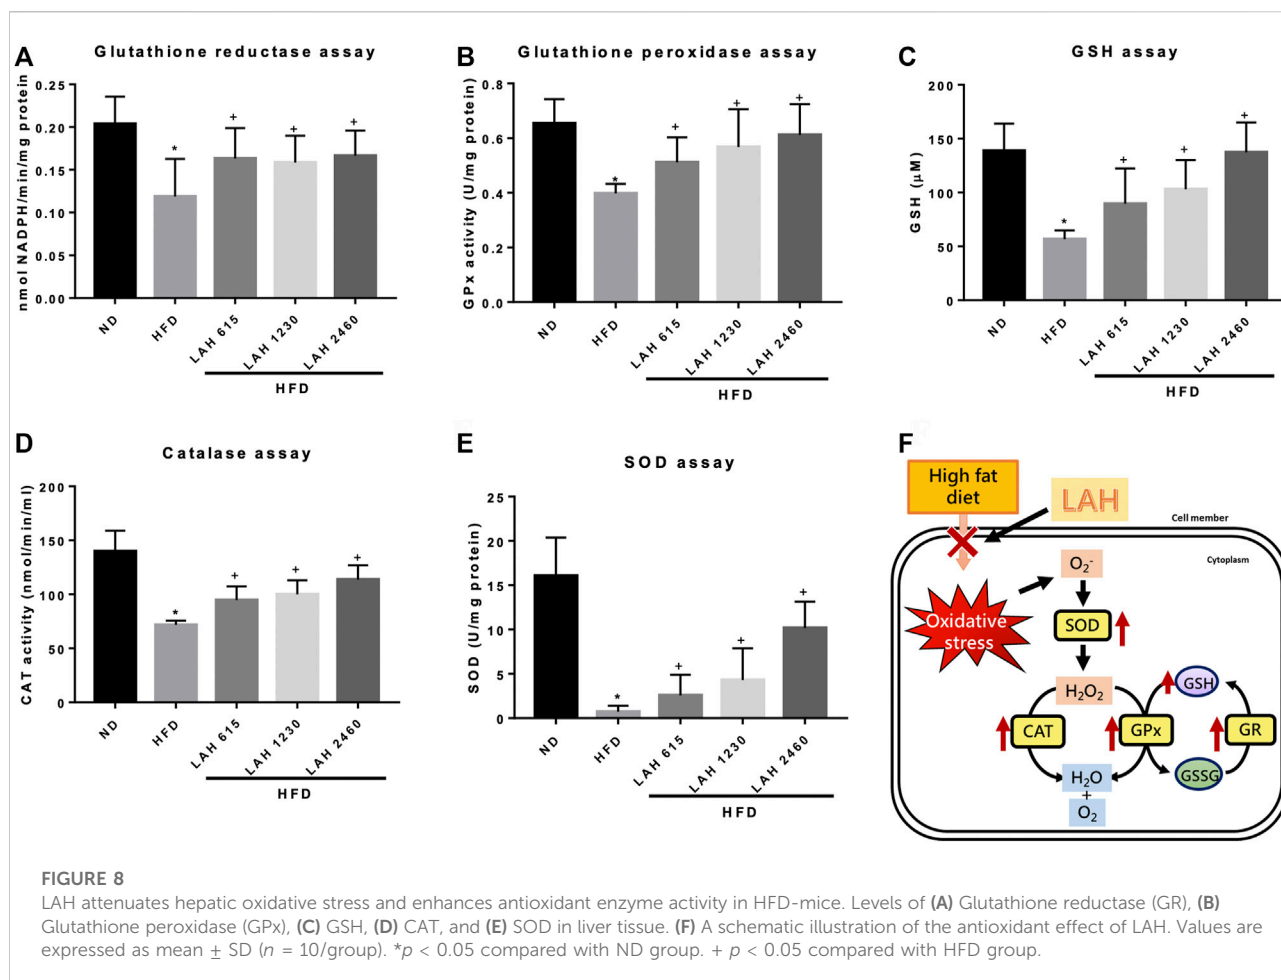 A
Glutathione reductase assay
nmol NADPH/min/mg protein
0.25
0.20
0.15
0.10
0.05
0.00
*
+
+
+
ND
HFD
LAH 615
LAH 1230
LAH 2460
HFD
B
Glutathione peroxidase assay
GPx activity (U/mg protein)
0.8
0.6
0.4
0.2
0.0
*
+
+
+
ND
HFD
LAH 615
LAH 1230
LAH 2460
HFD
C
GSH assay
GSH (µM)
200
150
100
50
0
*
+
+
+
ND
HFD
LAH 615
LAH 1230
LAH 2460
HFD
D
Catalase assay
CAT activity (nmol/min/ml)
200
150
100
50
0
*
+
+
+
ND
HFD
LAH 615
LAH 1230
LAH 2460
HFD
E
SOD assay
SOD (U/mg protein)
25
20
15
10
5
0
*
+
+
+
ND
HFD
LAH 615
LAH 1230
LAH 2460
HFD
F
High fat
diet
LAH
Cell member
Cytoplasm
O₂⁻
Oxidative
stress
SOD
H₂O₂
GSH
CAT
GPx
GR
H₂O
+
O₂
GSSG
FIGURE 8
LAH attenuates hepatic oxidative stress and enhances antioxidant enzyme activity in HFD-mice. Levels of (A) Glutathione reductase (GR), (B)
Glutathione peroxidase (GPx), (C) GSH, (D) CAT, and (E) SOD in liver tissue. (F) A schematic illustration of the antioxidant effect of LAH. Values are
expressed as mean ± SD (n = 10/group). *p < 0.05 compared with ND group. + p < 0.05 compared with HFD group.